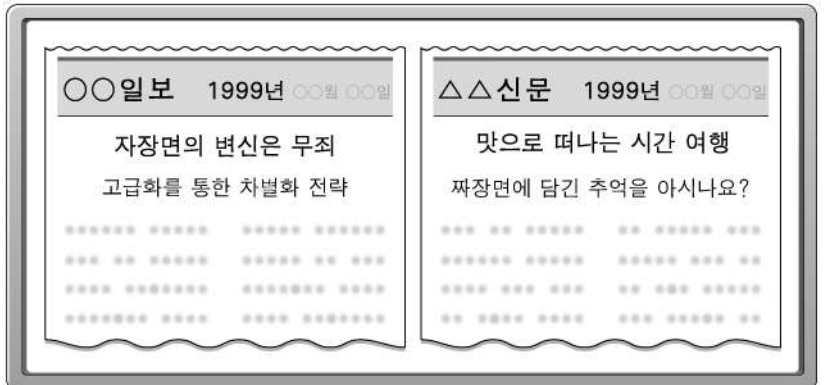 ○○일보 1999년 ○○월 ○○일
자장면의 변신은 무죄
고급화를 통한 차별화 전략
△△신문 1999년 ○○월 ○○일
맛으로 떠나는 시간 여행
짜장면에 담긴 추억을 아시나요?